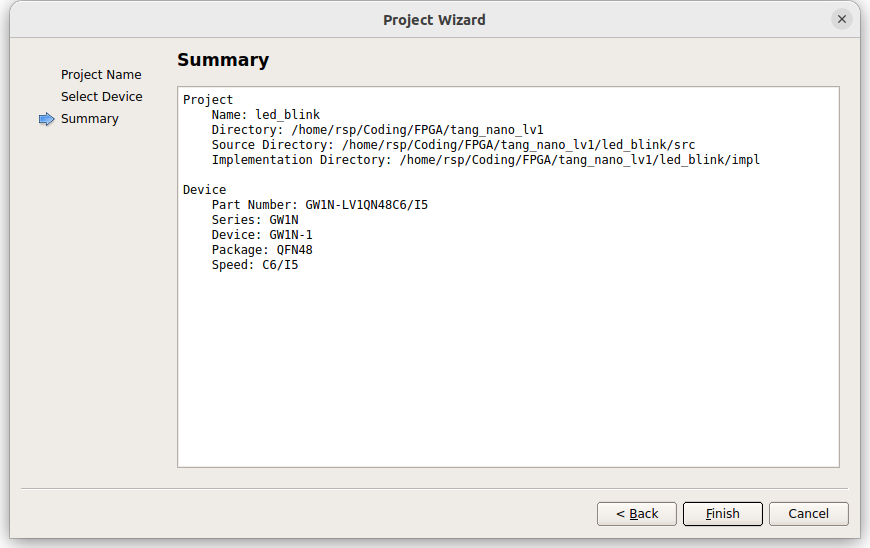 Project Wizard
Project Name
Select Device
Summary
Summary
Project
Name: led_blink
Directory: /home/rsp/Coding/FPGA/tang_nano_lv1
Source Directory: /home/rsp/Coding/FPGA/tang_nano_lv1/led_blink/src
Implementation Directory: /home/rsp/Coding/FPGA/tang_nano_lv1/led_blink/impl
Device
Part Number: GW1N-LV1QN48C6/I5
Series: GW1N
Device: GW1N-1
Package: QFN48
Speed: C6/I5
< Back
Finish
Cancel